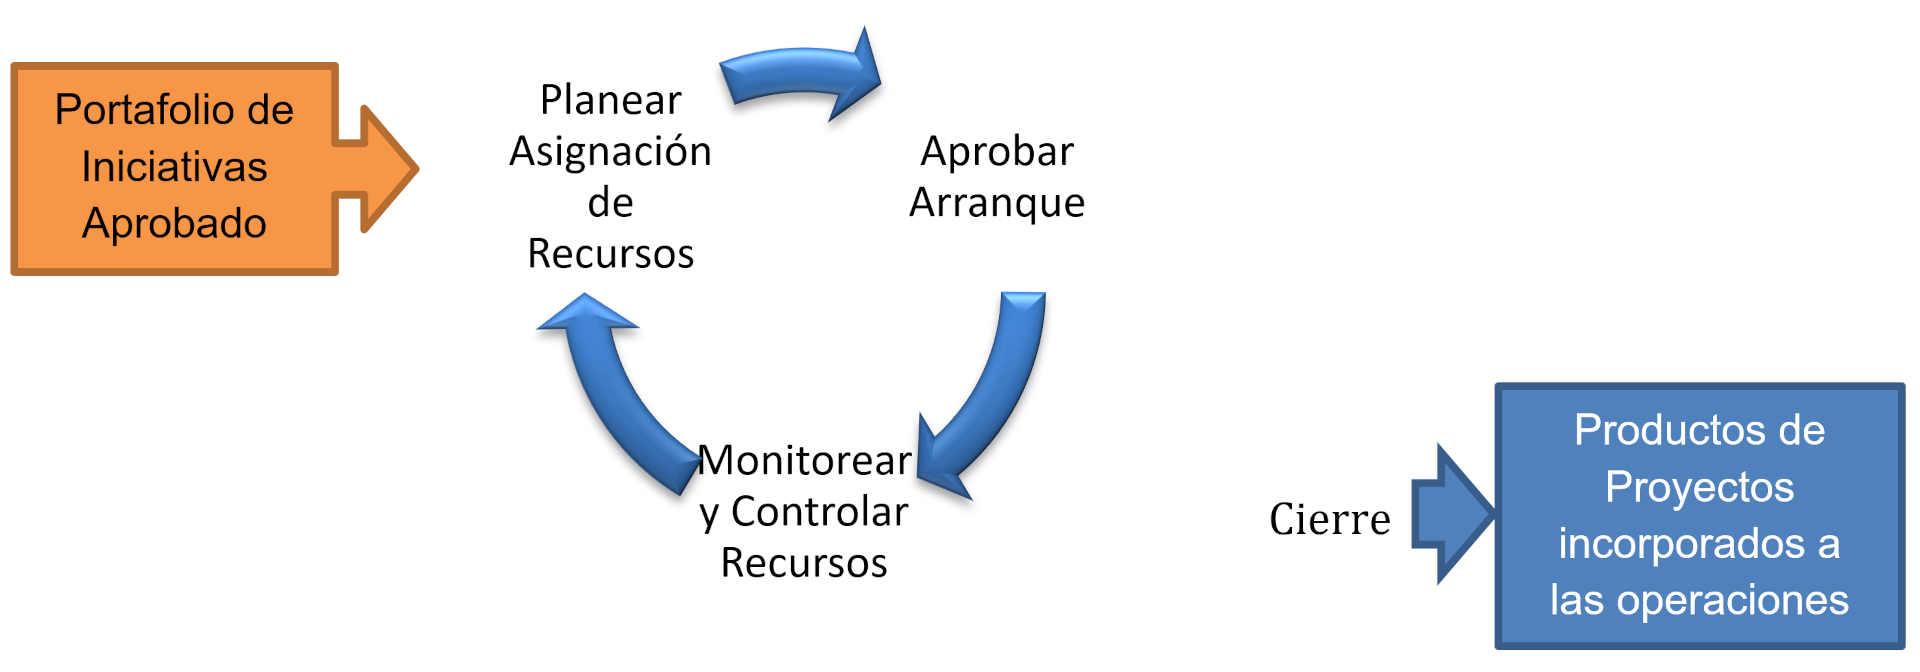 Portafolio de
Iniciativas
Aprobado
Planear
Asignación
de
Recursos
Aprobar
Arranque
Monitorear
y Controlar
Recursos
Cierre
Productos de
Proyectos
incorporados a
las operaciones